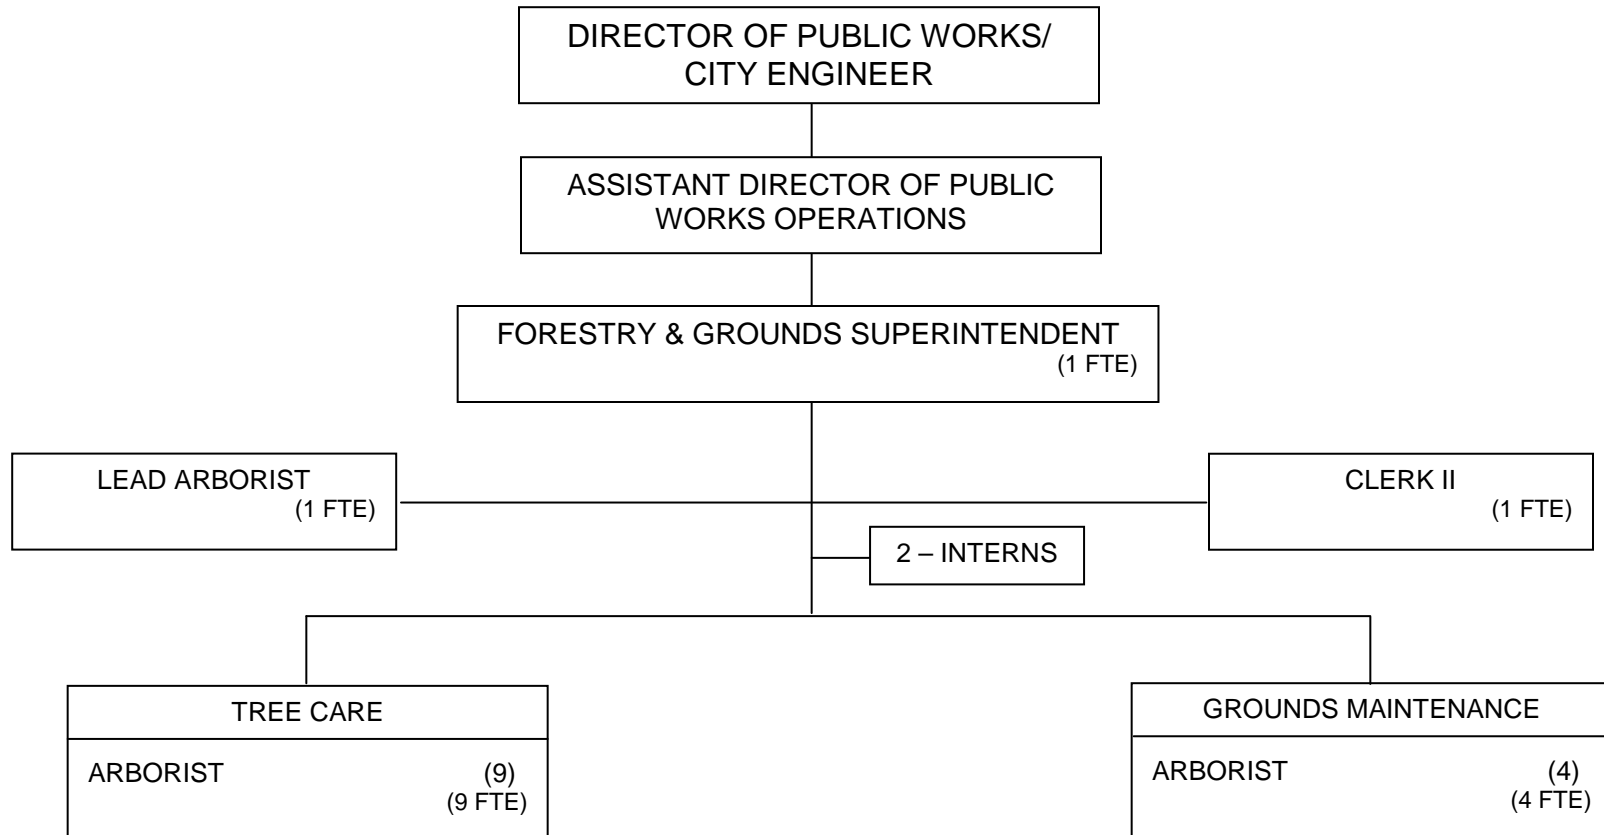 DIRECTOR OF PUBLIC WORKS/
CITY ENGINEER
ASSISTANT DIRECTOR OF PUBLIC
WORKS OPERATIONS
FORESTRY & GROUNDS SUPERINTENDENT
(1 FTE)
LEAD ARBORIST
(1 FTE)
CLERK II
(1 FTE)
2 – INTERNS
TREE CARE
ARBORIST (9)
(9 FTE)
GROUNDS MAINTENANCE
ARBORIST (4)
(4 FTE)